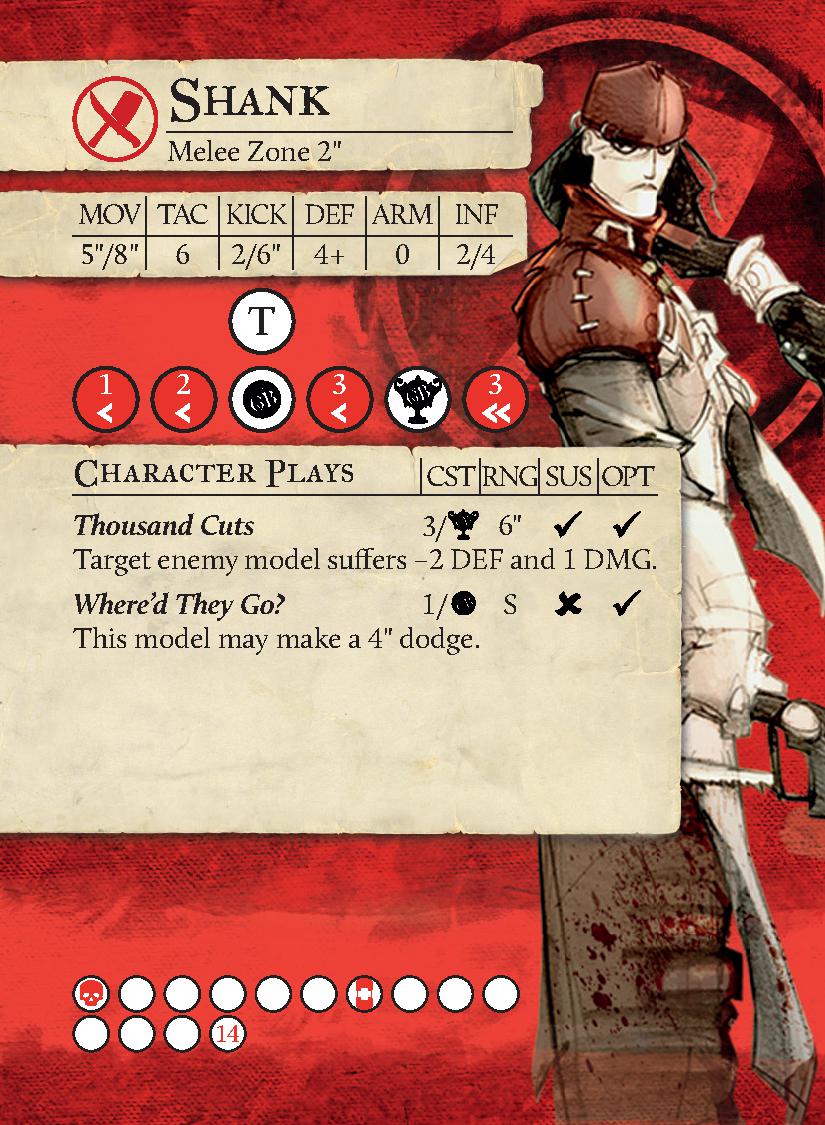 SHANK
Melee Zone 2"
MOV TAC KICK DEF ARM INF
5"/8" 6 2/6" 4+ 0 2/4
T
1 2 GB 3 GB 3
CHARACTER PLAYS CST RNG SUS OPT
Thousand Cuts 3/ 6" ✓ ✓
Target enemy model suffers –2 DEF and 1 DMG.
Where'd They Go? 1/ S ✖ ✓
This model may make a 4" dodge.
14